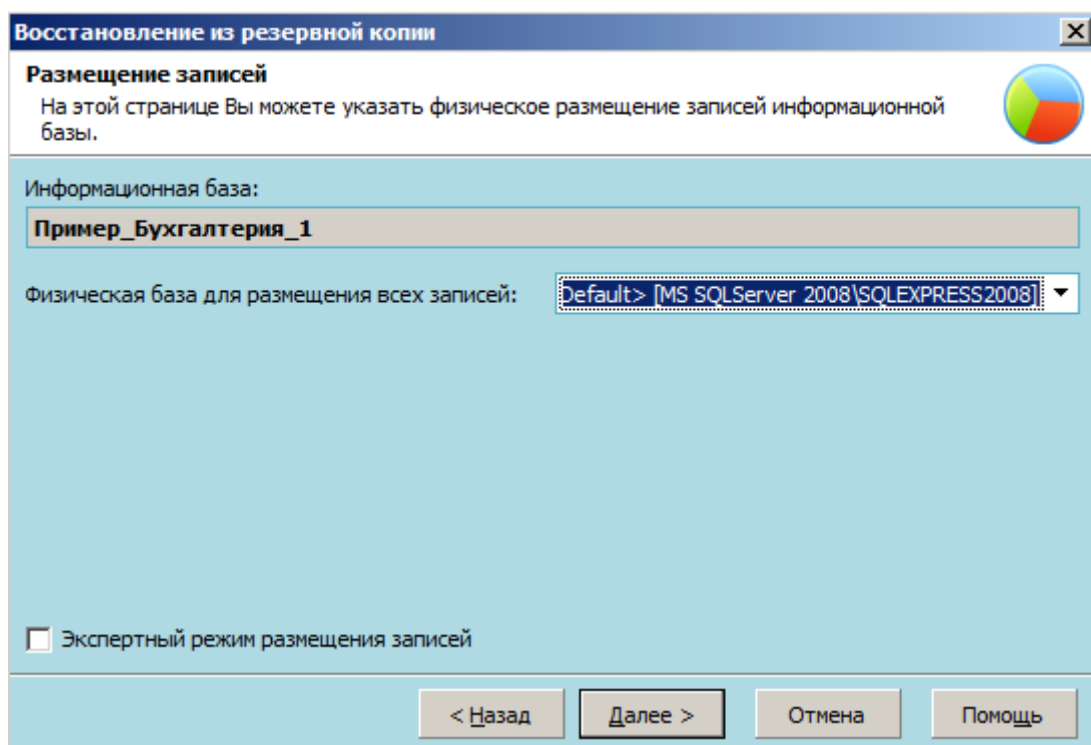 Восстановление из резервной копии
Размещение записей
На этой странице Вы можете указать физическое размещение записей информационной
базы.
Информационная база:
Пример_Бухгалтерия_1
Физическая база для размещения всех записей: Default> [MS SQLServer 2008\SQLEXPRESS2008]
Экспертный режим размещения записей
< Назад Далее > Отмена Помощь